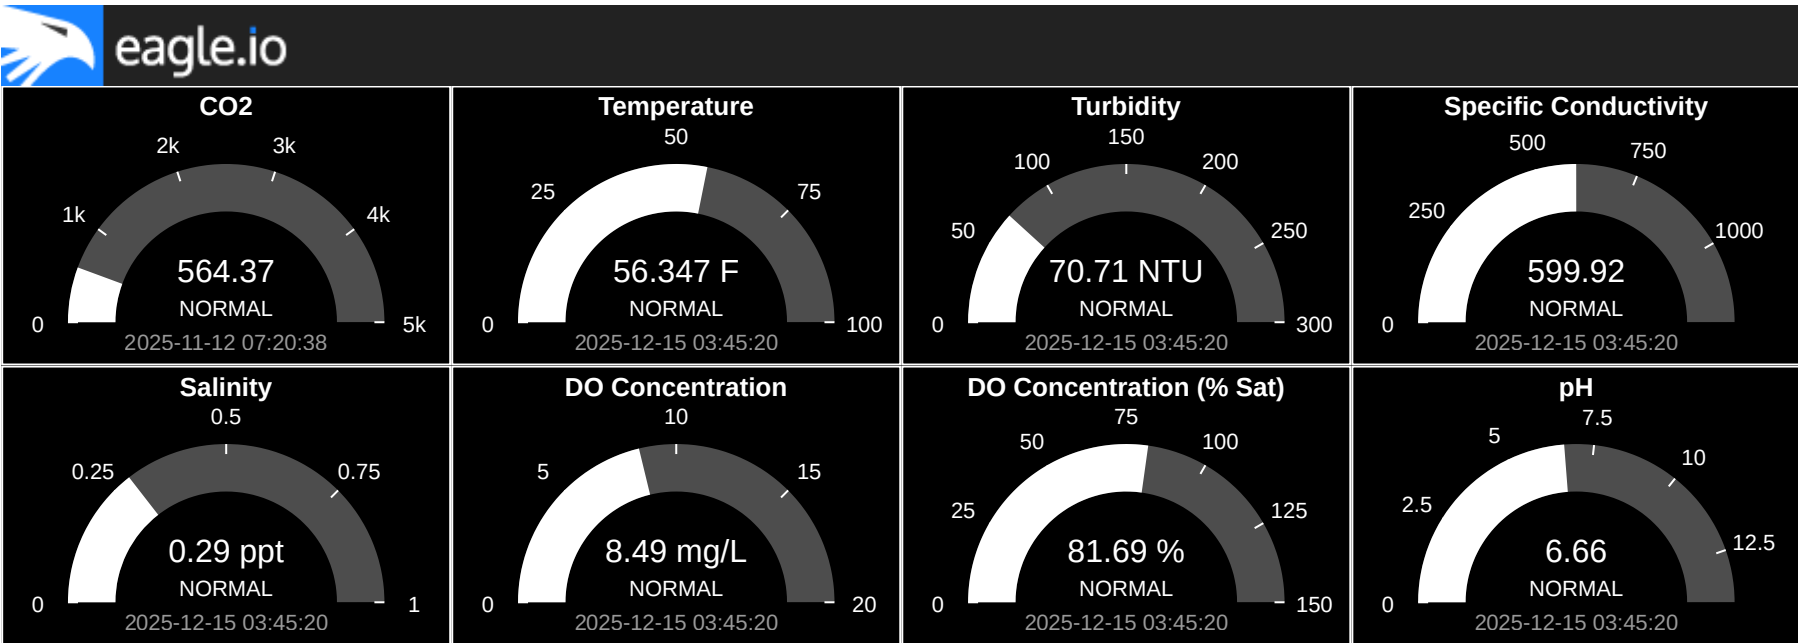 eagle.io
CO2
0
1k
2k
3k
4k
5k
564.37
NORMAL
2025-11-12 07:20:38
Temperature
0
25
50
75
100
56.347 F
NORMAL
2025-12-15 03:45:20
Turbidity
0
50
100
150
200
250
300
70.71 NTU
NORMAL
2025-12-15 03:45:20
Specific Conductivity
0
250
500
750
1000
599.92
NORMAL
2025-12-15 03:45:20
Salinity
0
0.25
0.5
0.75
1
0.29 ppt
NORMAL
2025-12-15 03:45:20
DO Concentration
0
5
10
15
20
8.49 mg/L
NORMAL
2025-12-15 03:45:20
DO Concentration (% Sat)
0
25
50
75
100
125
150
81.69 %
NORMAL
2025-12-15 03:45:20
pH
0
2.5
5
7.5
10
12.5
6.66
NORMAL
2025-12-15 03:45:20